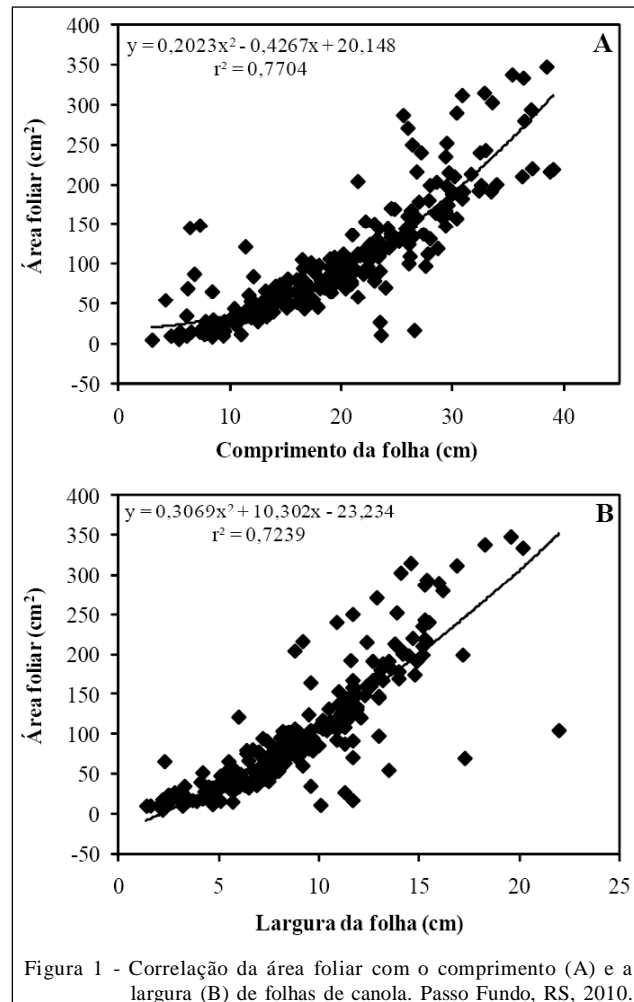 y = 0,2023x² - 0,4267x + 20,148
r² = 0,7704
A
400
350
300
250
200
150
100
50
0
-50
Área foliar (cm²)
0 10 20 30 40
Comprimento da folha (cm)
y = 0,3069x² + 10,302x - 23,234
r² = 0,7239
B
400
350
300
250
200
150
100
50
0
-50
Área foliar (cm²)
0 5 10 15 20 25
Largura da folha (cm)
Figura 1 - Correlação da área foliar com o comprimento (A) e a
largura (B) de folhas de canola. Passo Fundo, RS, 2010.